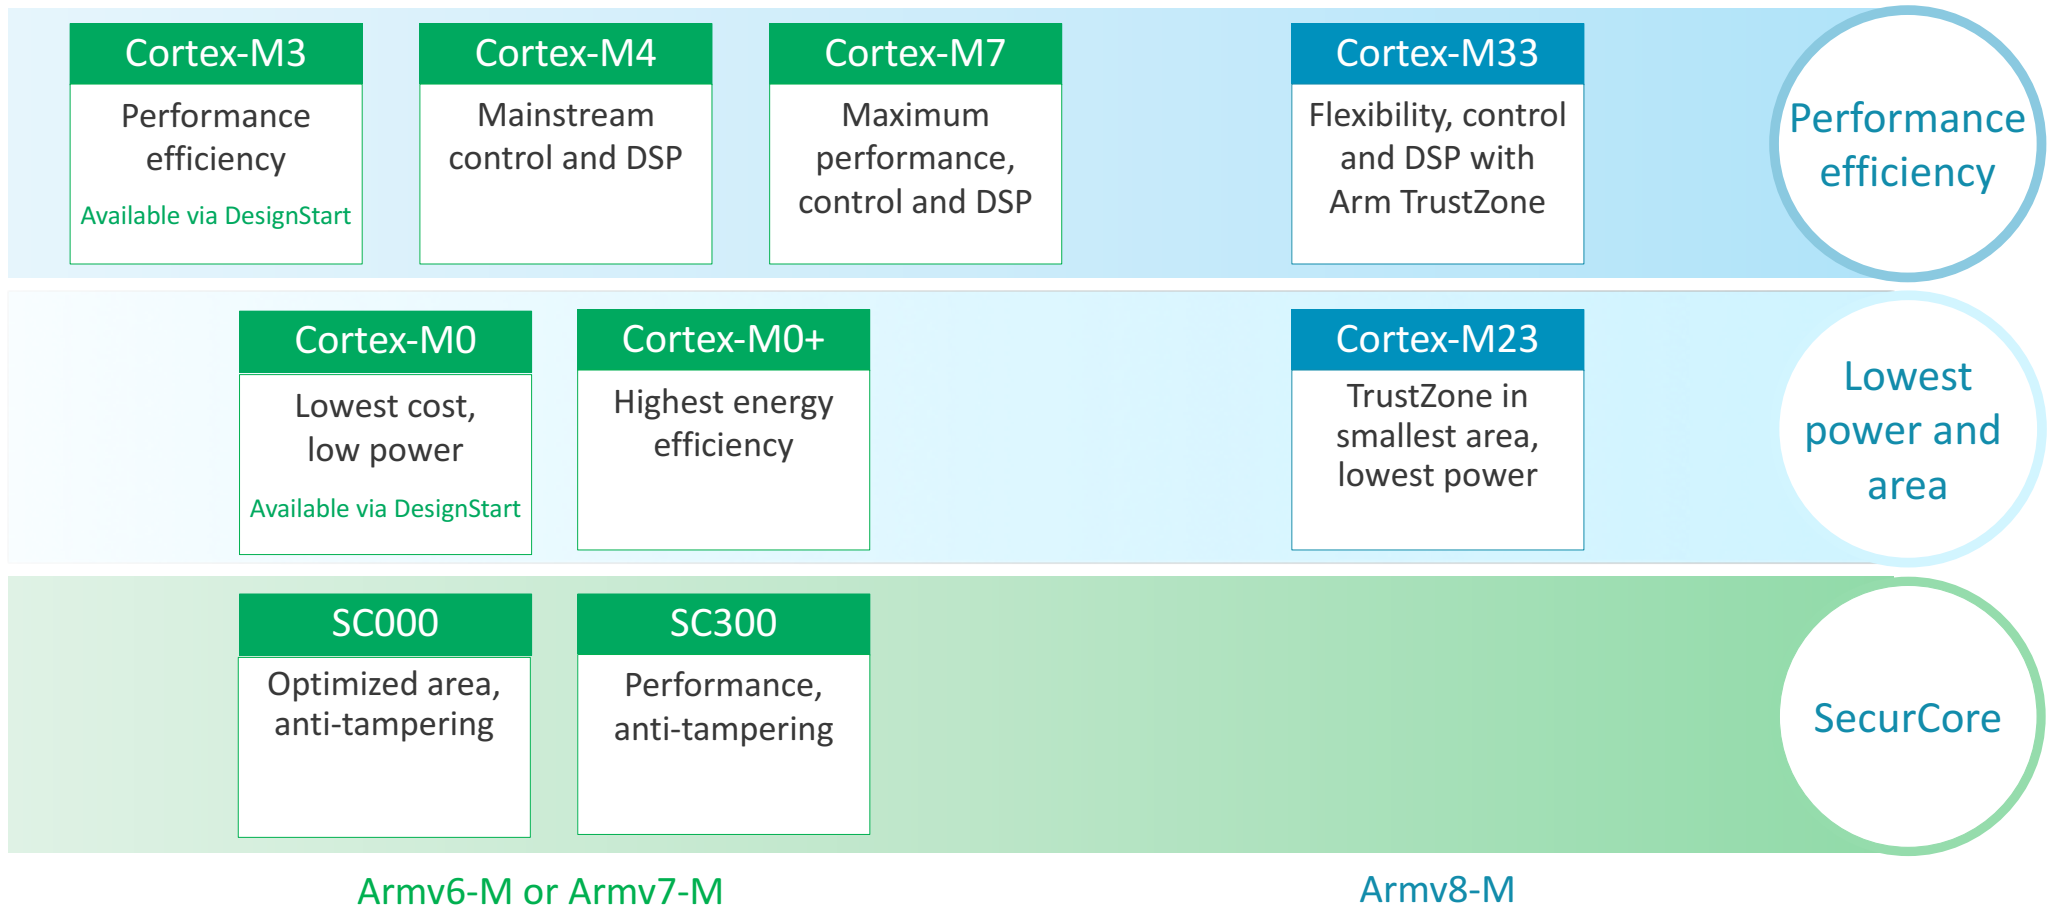 Cortex-M3
Performance
efficiency
Available via DesignStart
Cortex-M4
Mainstream
control and DSP
Cortex-M7
Maximum
performance,
control and DSP
Cortex-M33
Flexibility, control
and DSP with
Arm TrustZone
Performance
efficiency
Cortex-M0
Lowest cost,
low power
Available via DesignStart
Cortex-M0+
Highest energy
efficiency
Cortex-M23
TrustZone in
smallest area,
lowest power
Lowest
power and
area
SC000
Optimized area,
anti-tampering
SC300
Performance,
anti-tampering
SecurCore
Armv6-M or Armv7-M
Armv8-M